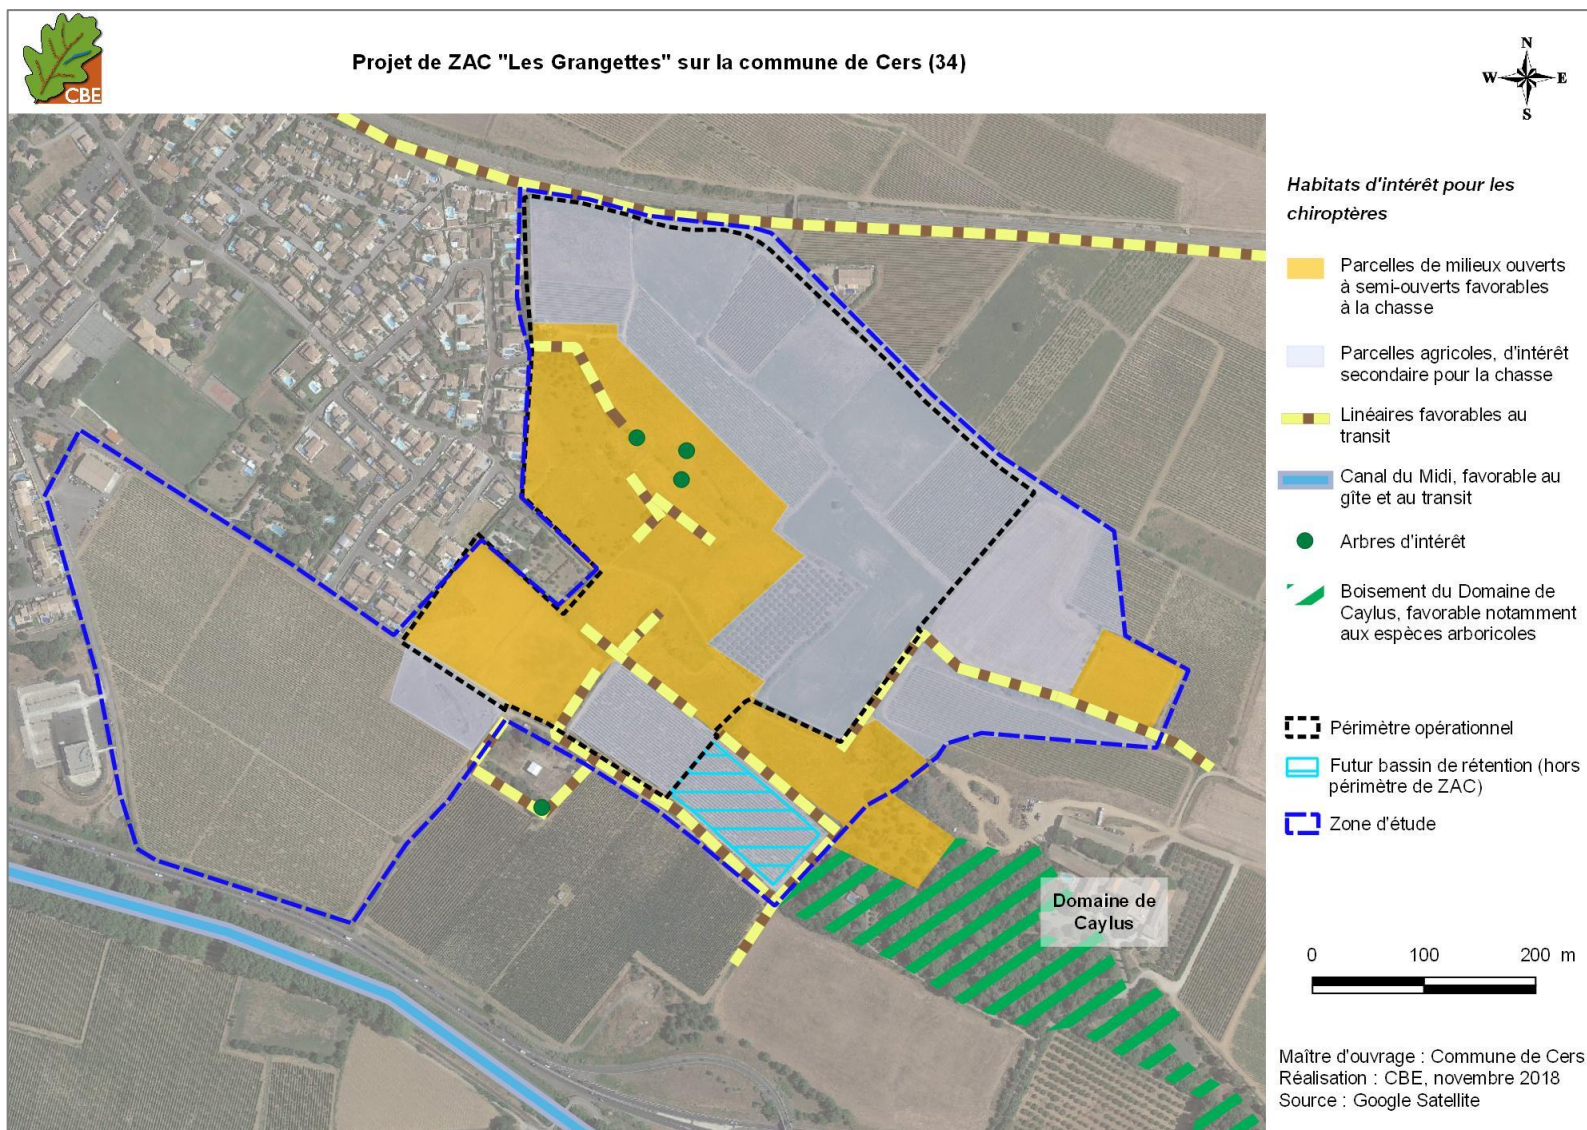 CBE
Projet de ZAC "Les Grangettes" sur la commune de Cers (34)
N
W E
S
Habitats d'intérêt pour les
chiroptères
Parcelles de milieux ouverts
à semi-ouverts favorables
à la chasse
Parcelles agricoles, d'intérêt
secondaire pour la chasse
Linéaires favorables au
transit
Canal du Midi, favorable au
gîte et au transit
Arbres d'intérêt
Boisement du Domaine de
Caylus, favorable notamment
aux espèces arboricoles
Périmètre opérationnel
Futur bassin de rétention (hors
périmètre de ZAC)
Zone d'étude
Domaine de
Caylus
0 100 200 m
Maître d'ouvrage : Commune de Cers
Réalisation : CBE, novembre 2018
Source : Google Satellite